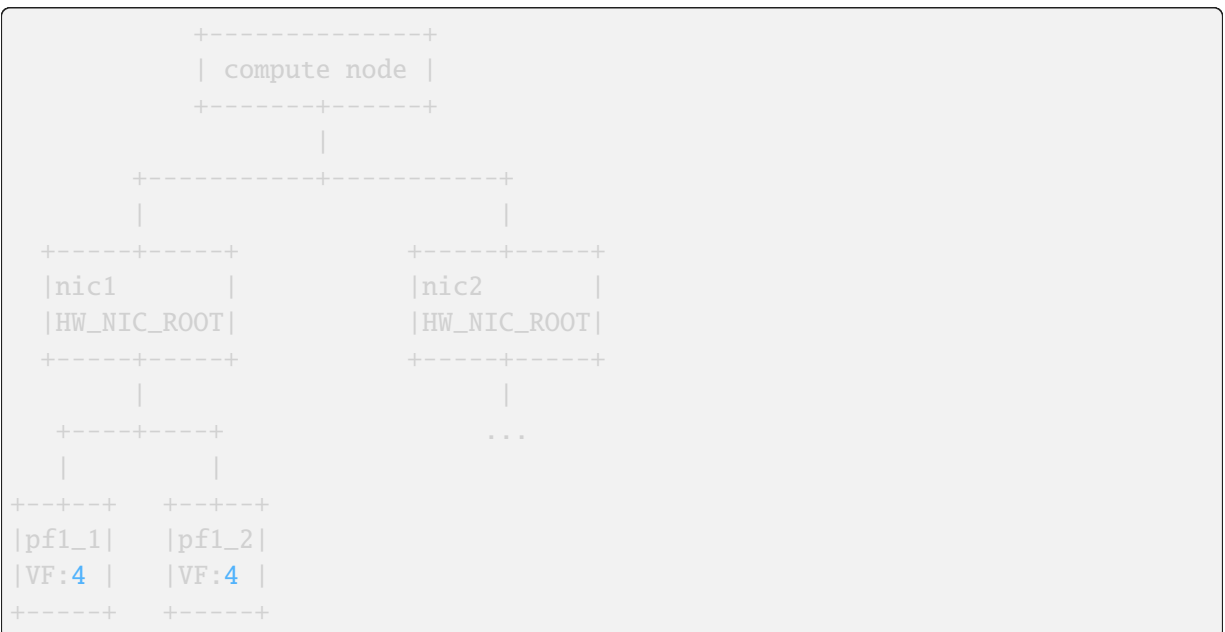 +--------------+
              | compute node |
              +-------+------+
                      |
          +-----------+-----------+
          |                       |
    +-----+-----+           +-----+-----+
    |nic1       |           |nic2       |
    |HW_NIC_ROOT|           |HW_NIC_ROOT|
    +-----+-----+           +-----+-----+
          |                       |
     +----+----+                 ...
     |         |
  +--+--+   +--+--+
  |pf1_1|   |pf1_2|
  |VF:4 |   |VF:4 |
  +-----+   +-----+